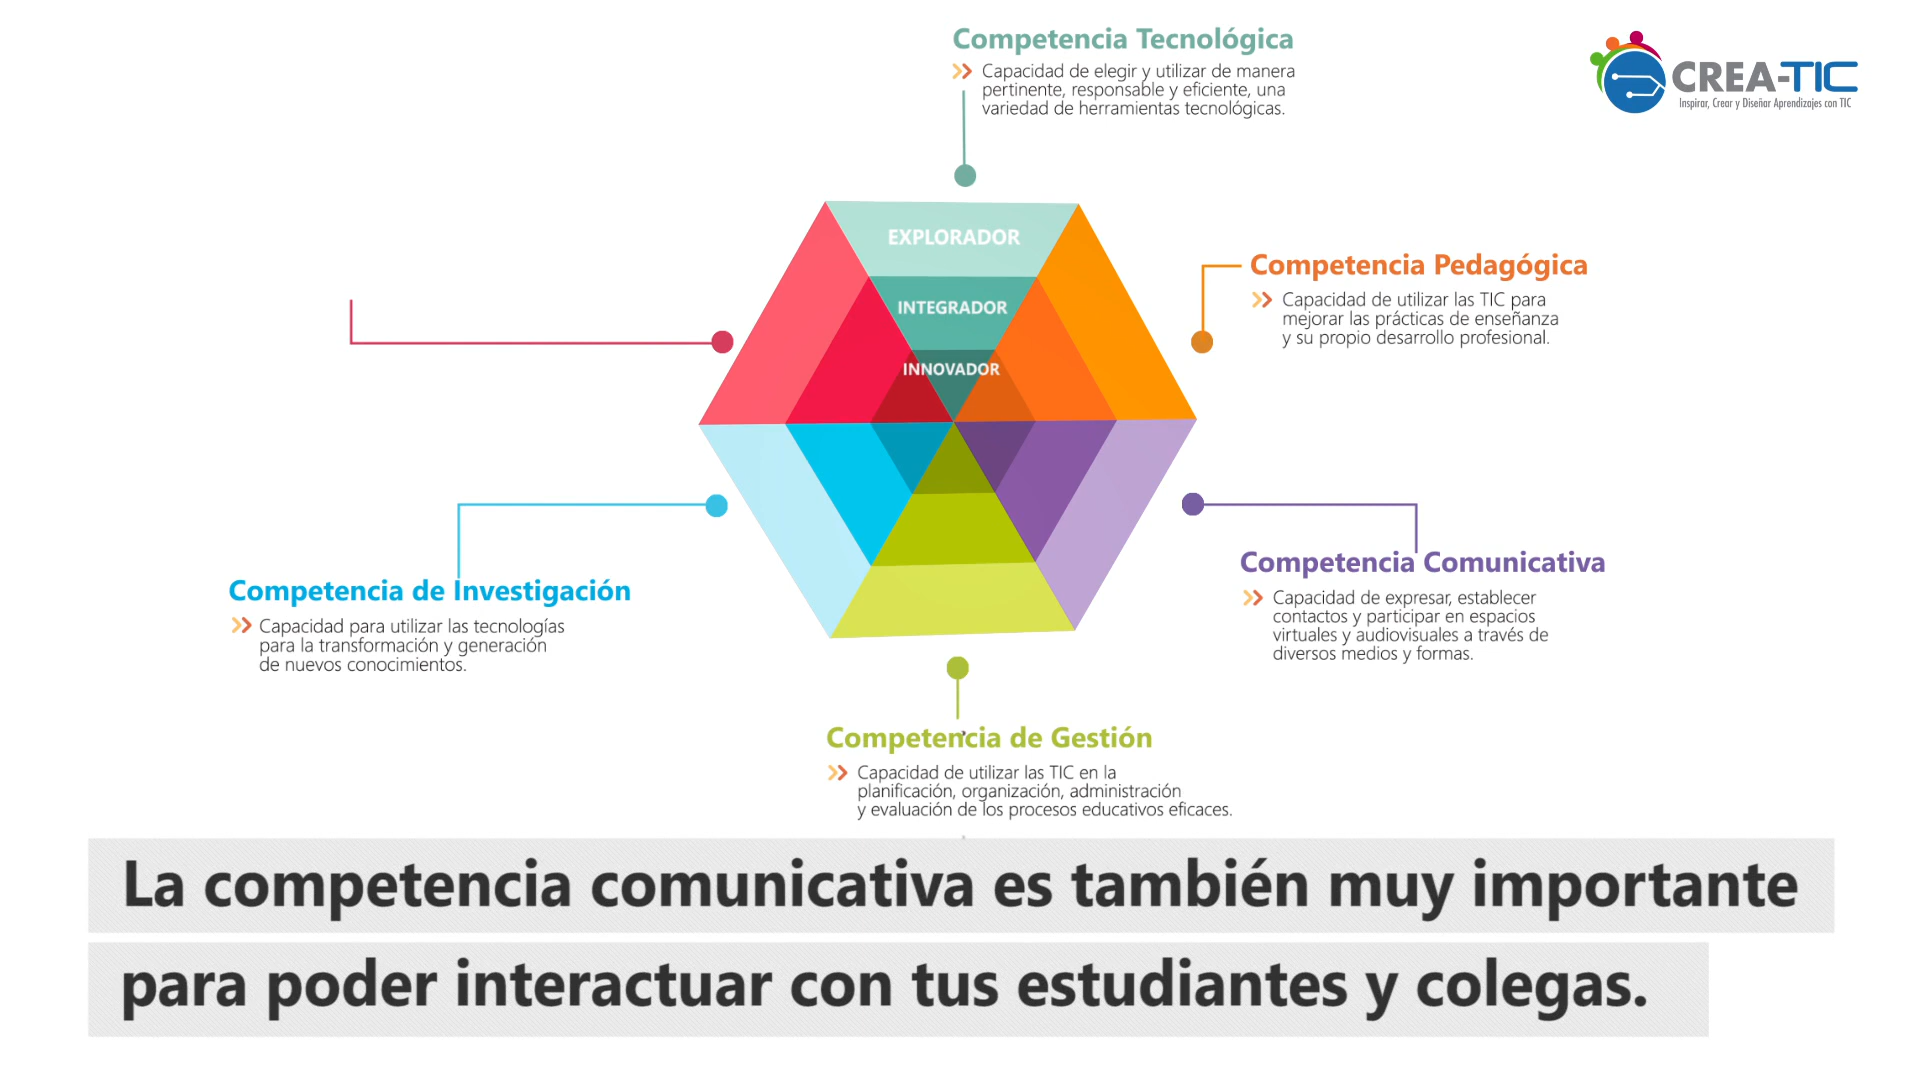 Competencia Tecnológica
Capacidad de elegir y utilizar de manera
pertinente, responsable y eficiente, una
variedad de herramientas tecnológicas.
CREA-TIC
Inspirar, Crear y Diseñar Aprendizajes con TIC
EXPLORADOR
INTEGRADOR
INNOVADOR
Competencia Pedagógica
Capacidad de utilizar las TIC para
mejorar las prácticas de enseñanza
y su propio desarrollo profesional.
Competencia Comunicativa
Capacidad de expresar, establecer
contactos y participar en espacios
virtuales y audiovisuales a través de
diversos medios y formas.
Competencia de Investigación
Capacidad para utilizar las tecnologías
para la transformación y generación
de nuevos conocimientos.
Competencia de Gestión
Capacidad de utilizar las TIC en la
planificación, organización, administración
y evaluación de los procesos educativos eficaces.
La competencia comunicativa es también muy importante
para poder interactuar con tus estudiantes y colegas.